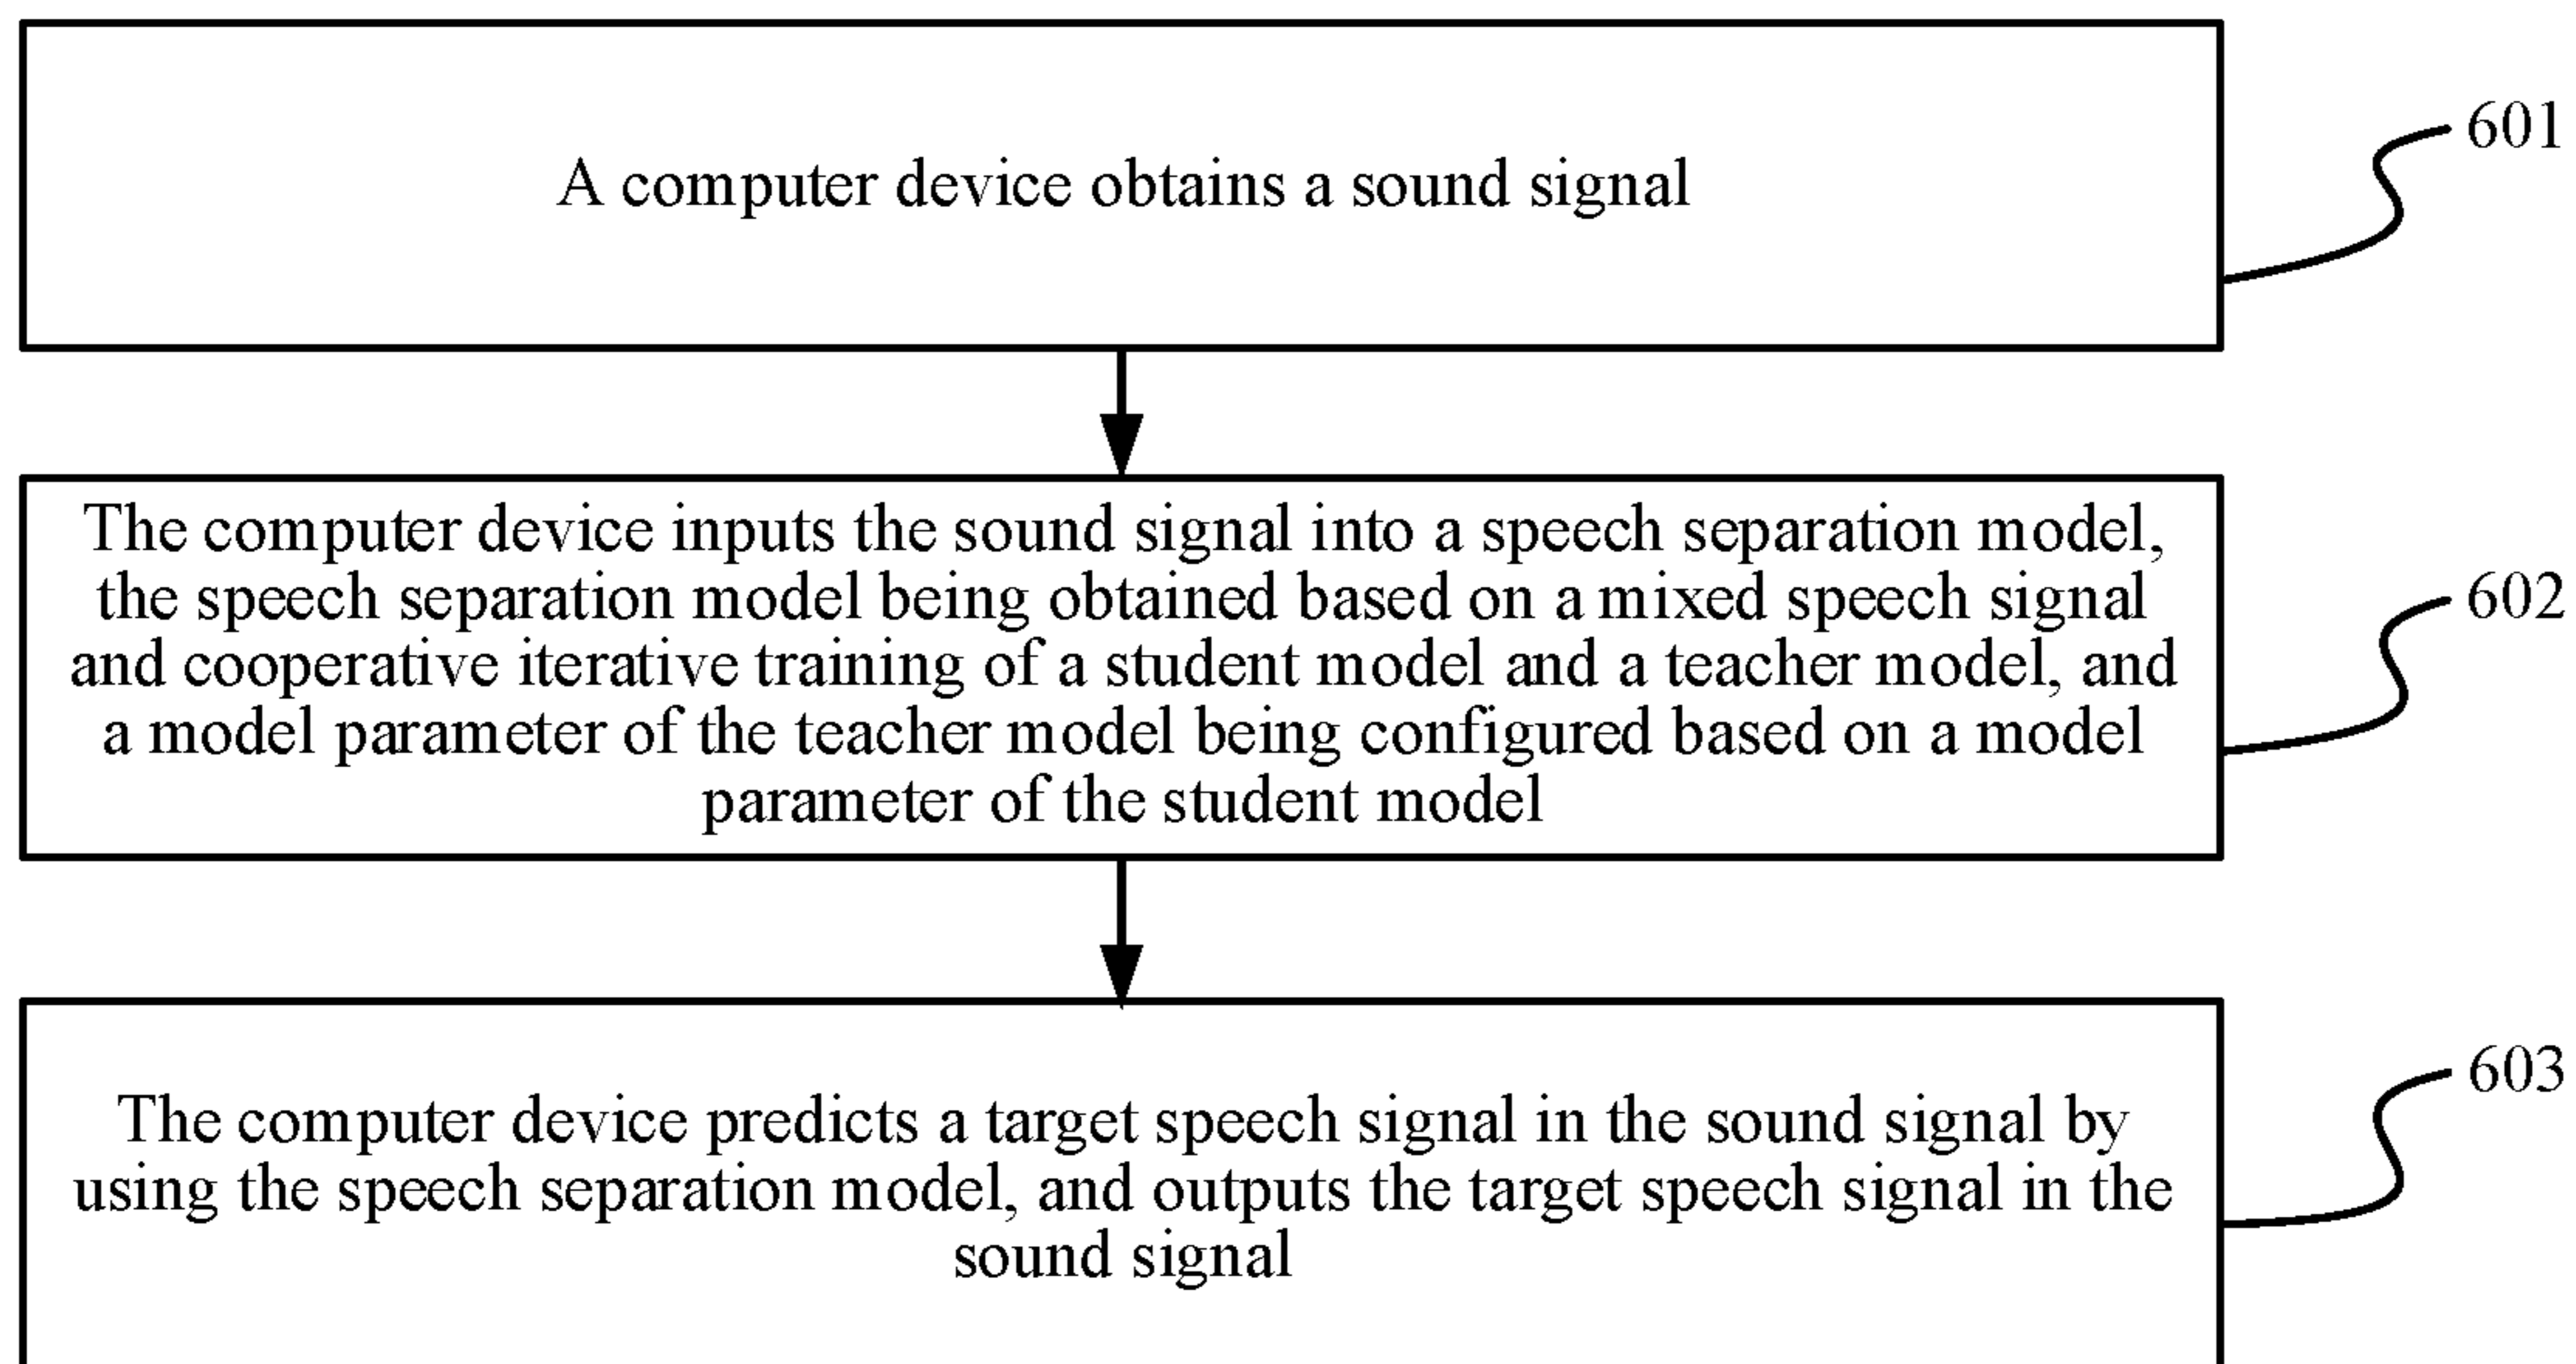 A computer device obtains a sound signal
601
The computer device inputs the sound signal into a speech separation model,
the speech separation model being obtained based on a mixed speech signal
and cooperative iterative training of a student model and a teacher model, and
a model parameter of the teacher model being configured based on a model
parameter of the student model
602
The computer device predicts a target speech signal in the sound signal by
using the speech separation model, and outputs the target speech signal in the
sound signal
603